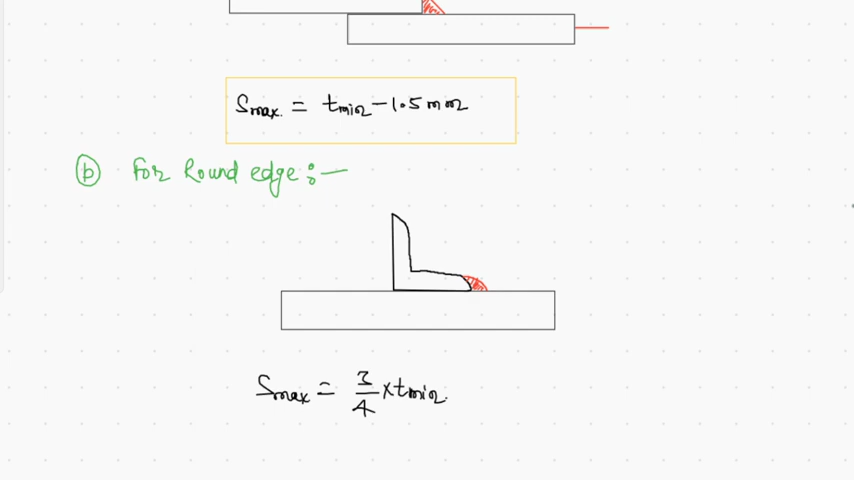 Smax. = tmin - 1.5 mm
(b) For Round edge :-
Smax = 3/4 x tmin.